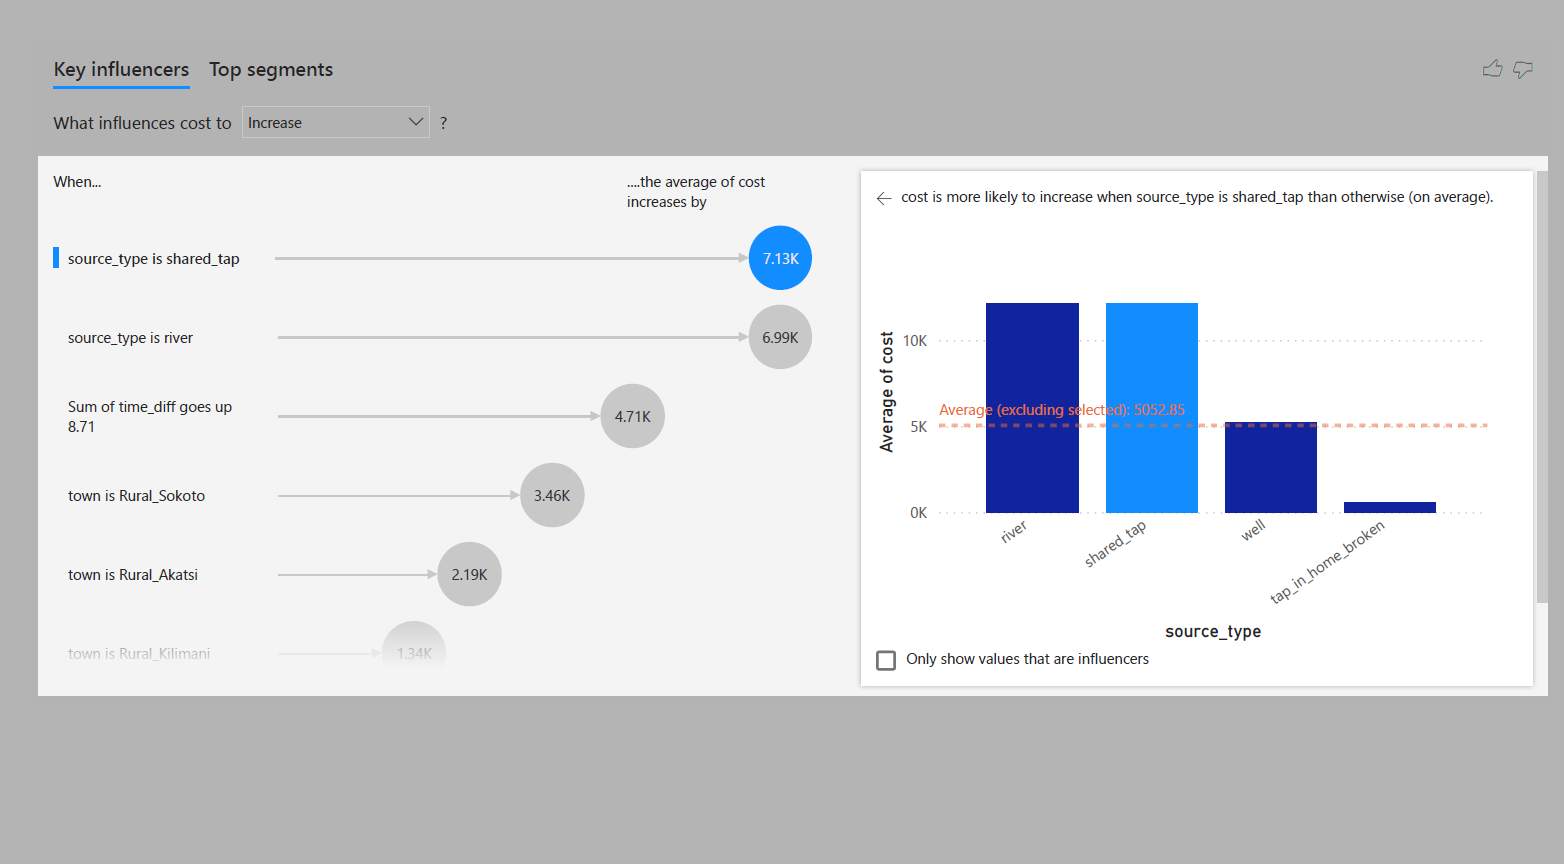 Key influencers Top segments
What influences cost to Increase ?
When...
....the average of cost
increases by
source_type is shared_tap 7.13K
source_type is river 6.99K
Sum of time_diff goes up
8.71
4.71K
town is Rural_Sokoto 3.46K
town is Rural_Akatsi 2.19K
town is Rural_Kilimani 1.34K
cost is more likely to increase when source_type is shared_tap than otherwise (on average).
Average of cost
10K
Average (excluding selected): 5052.85
5K
0K
river
shared_tap
well
tap_in_home_broken
source_type
Only show values that are influencers